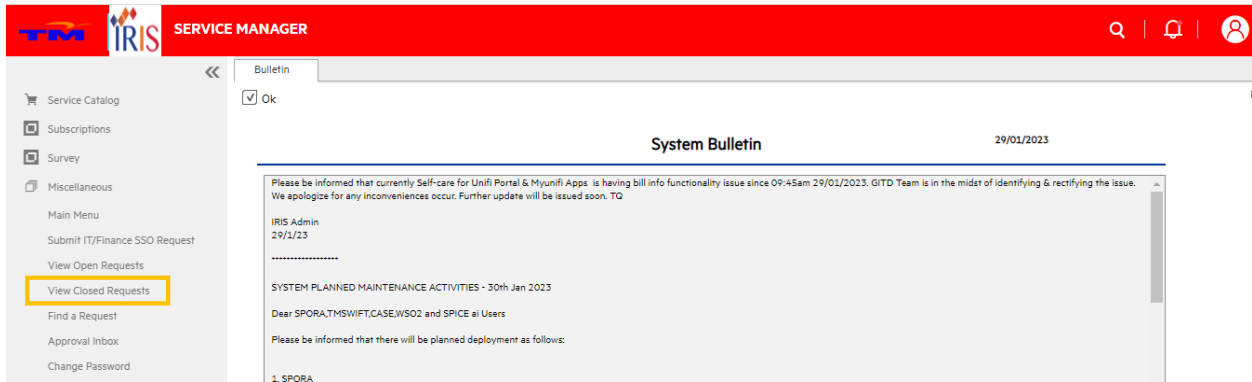 TM IRIS SERVICE MANAGER
Bulletin
Ok
Service Catalog
Subscriptions
Survey
Miscellaneous
Main Menu
Submit IT/Finance SSO Request
View Open Requests
View Closed Requests
Find a Request
Approval Inbox
Change Password
System Bulletin 29/01/2023
Please be informed that currently Self-care for Unifi Portal & Myunifi Apps is having bill info functionality issue since 09:45am 29/01/2023. GITD Team is in the midst of identifying & rectifying the issue.
We apologize for any inconveniences occur. Further update will be issued soon. TQ
IRIS Admin
29/1/23
------------------
SYSTEM PLANNED MAINTENANCE ACTIVITIES - 30th Jan 2023
Dear SPORA,TMSWIFT,CASE,WSO2 and SPICE ai Users
Please be informed that there will be planned deployment as follows:
1. SPORA